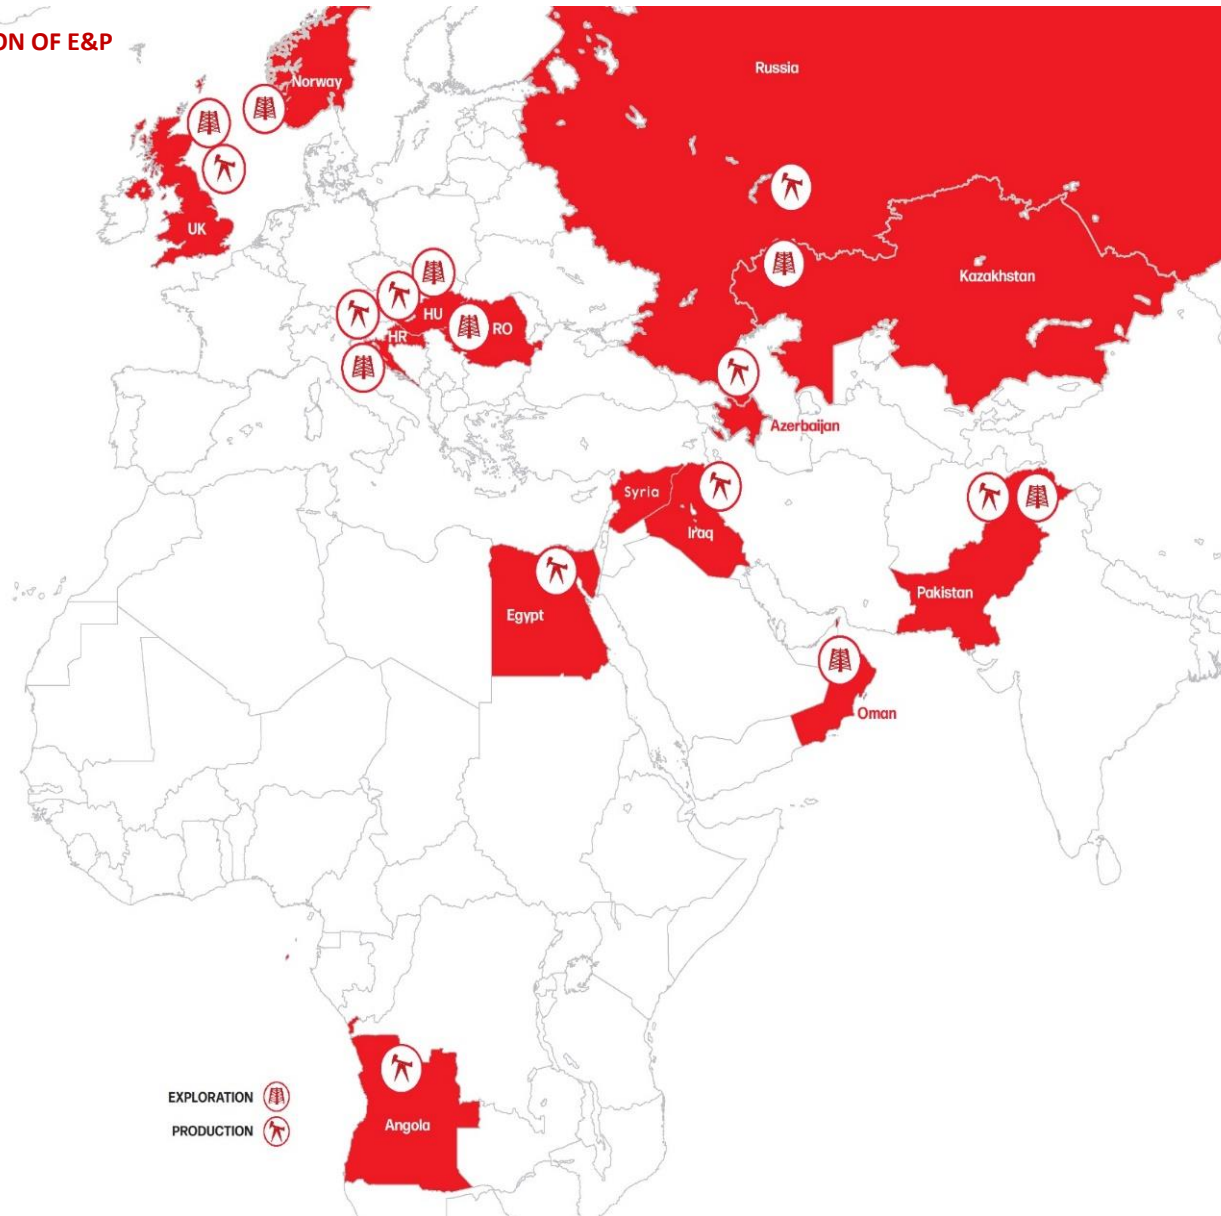 ON OF E&P
Norway
Russia
UK
Kazakhstan
HU
RO
HR
Azerbaijan
Syria
Iraq
Pakistan
Egypt
Oman
EXPLORATION
PRODUCTION
Angola